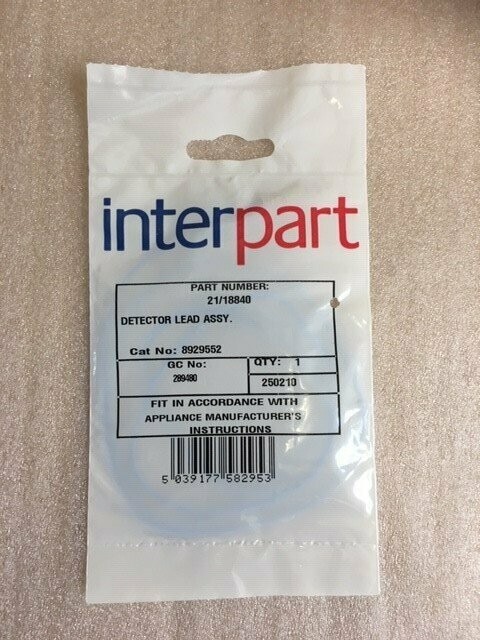 interpart
PART NUMBER:
21/18840
DETECTOR LEAD ASSY.
Cat No: 8929552
GC No:
289480
QTY: 1
250210
FIT IN ACCORDANCE WITH
APPLIANCE MANUFACTURER'S
INSTRUCTIONS
5 039177 582953